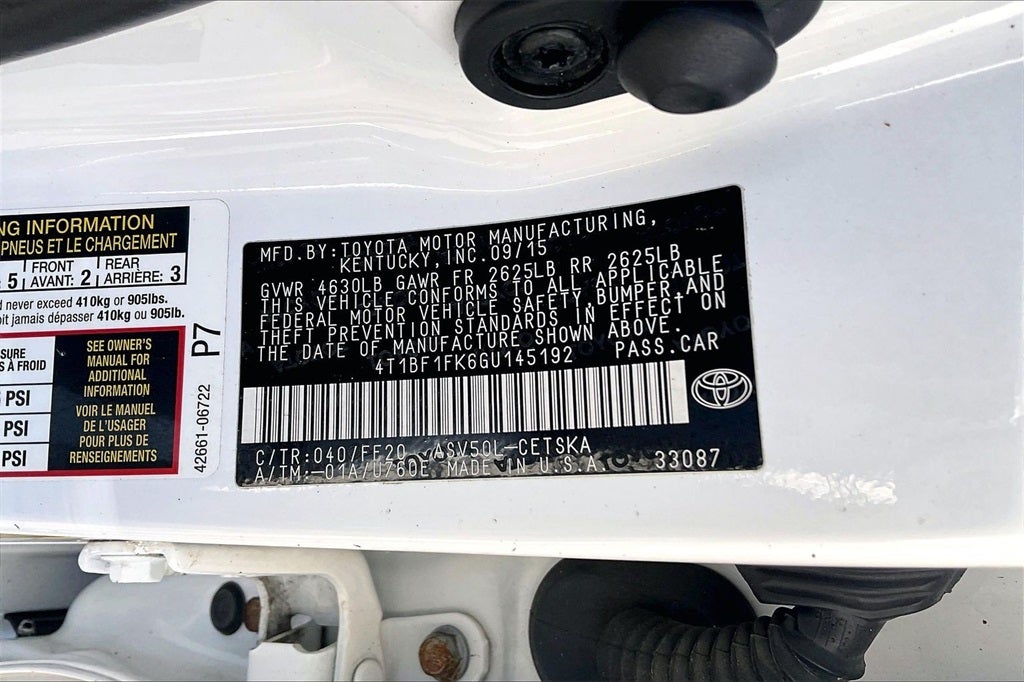 NG INFORMATION
PNEUS ET LE CHARGEMENT
5 FRONT AVANT: 2 REAR ARRIÈRE: 3
d never exceed 410kg or 905lbs.
oit jamais dépasser 410kg ou 905lb.
SURE
S À FROID
PSI
PSI
PSI
SEE OWNER'S
MANUAL FOR
ADDITIONAL
INFORMATION
VOIR LE MANUEL
DE L'USAGER
POUR PLUS DE
RENSEIGNEMENTS
P7
42661-06722
MFD. BY: TOYOTA MOTOR MANUFACTURING,
KENTUCKY, INC. 09/15
GVWR 4630LB GAWR FR 2625LB RR 2625LB
THIS VEHICLE CONFORMS TO ALL APPLICABLE
FEDERAL MOTOR VEHICLE SAFETY, BUMPER AND
THEFT PREVENTION STANDARDS IN EFFECT ON
THE DATE OF MANUFACTURE SHOWN ABOVE.
4T1BF1FK6GU145192 PASS.CAR
C/TR:040/FF20 ASV50L-CETSKA
A/TM:-01A/U760E MADE IN U.S.A 33087